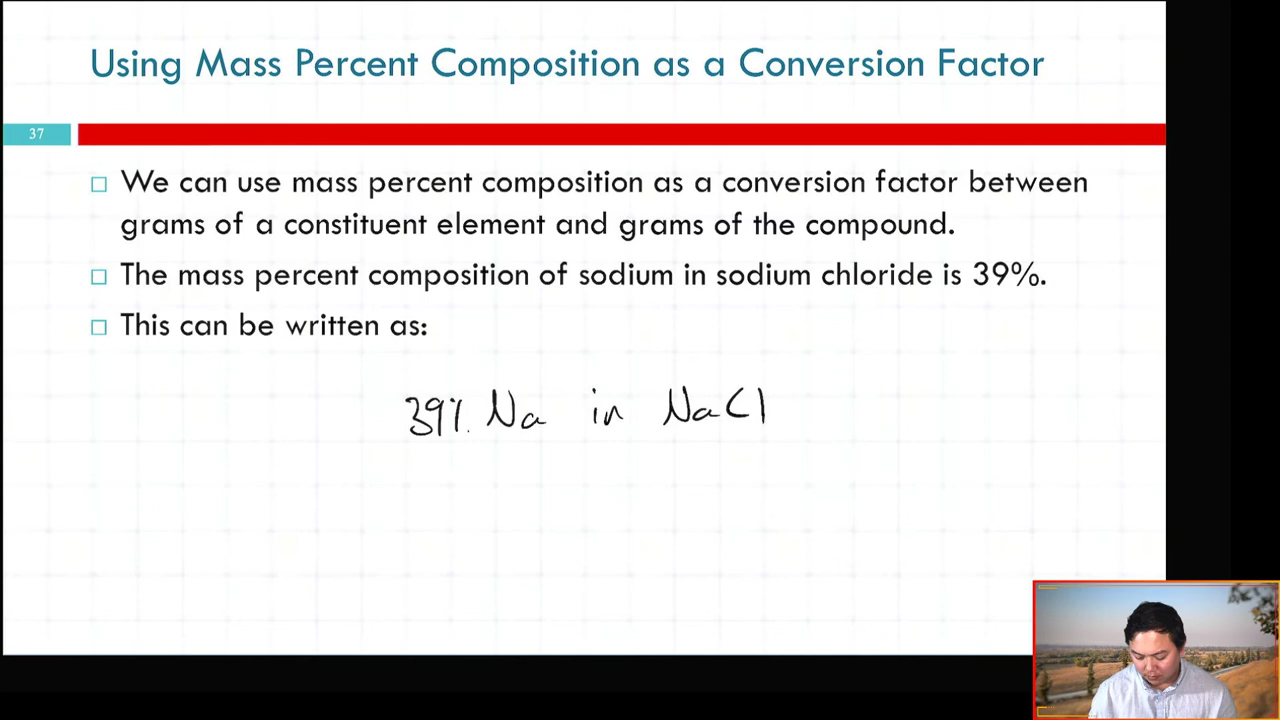 Using Mass Percent Composition as a Conversion Factor
37
We can use mass percent composition as a conversion factor between
grams of a constituent element and grams of the compound.
The mass percent composition of sodium in sodium chloride is 39%.
This can be written as:
39% Na in NaCl